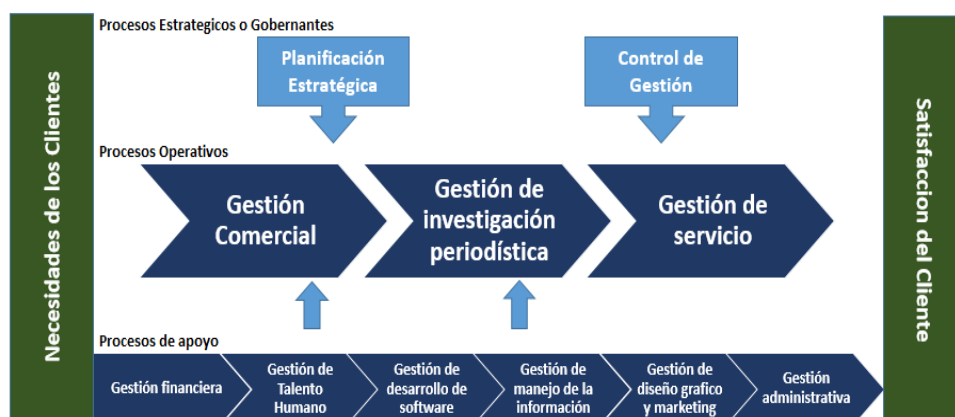 Procesos Estrategicos o Gobernantes
Planificación
Estratégica
Control de
Gestión
Necesidades de los Clientes
Procesos Operativos
Gestión
Comercial
Gestión de
investigación
periodística
Gestión de
servicio
Satisfaccion del Cliente
Procesos de apoyo
Gestión financiera
Gestión de
Talento
Humano
Gestión de
desarrollo de
software
Gestión de
manejo de la
información
Gestión de
diseño grafico
y marketing
Gestión
administrativa